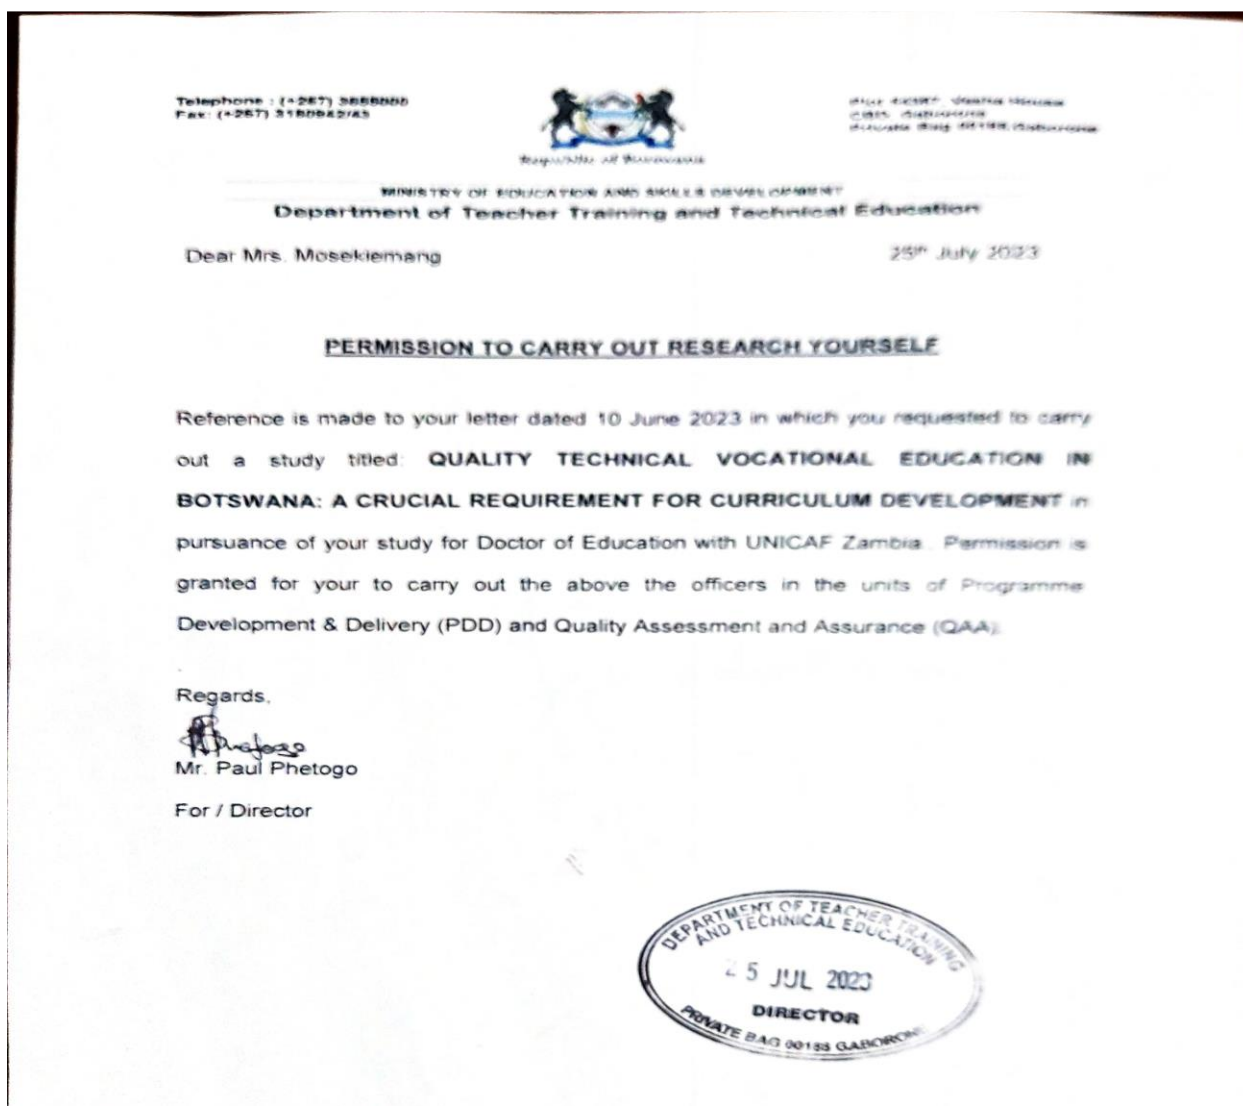 Telephone : (+267)
Fax: (+267)
Republic of Botswana
MINISTRY OF EDUCATION AND SKILLS DEVELOPMENT
Department of Teacher Training and Technical Education
Dear Mrs. Mosekiemang
25th July 2023
PERMISSION TO CARRY OUT RESEARCH YOURSELF
Reference is made to your letter dated 10 June 2023 in which you requested to carry
out a study titled: QUALITY TECHNICAL VOCATIONAL EDUCATION IN
BOTSWANA: A CRUCIAL REQUIREMENT FOR CURRICULUM DEVELOPMENT in
pursuance of your study for Doctor of Education with UNICAF Zambia. Permission is
granted for your to carry out the above the officers in the units of Programme
Development & Delivery (PDD) and Quality Assessment and Assurance (QAA).
Regards,
Mr. Paul Phetogo
For / Director
DEPARTMENT OF TEACHER TRAINING
AND TECHNICAL EDUCATION
25 JUL 2023
DIRECTOR
PRIVATE BAG GABORONE